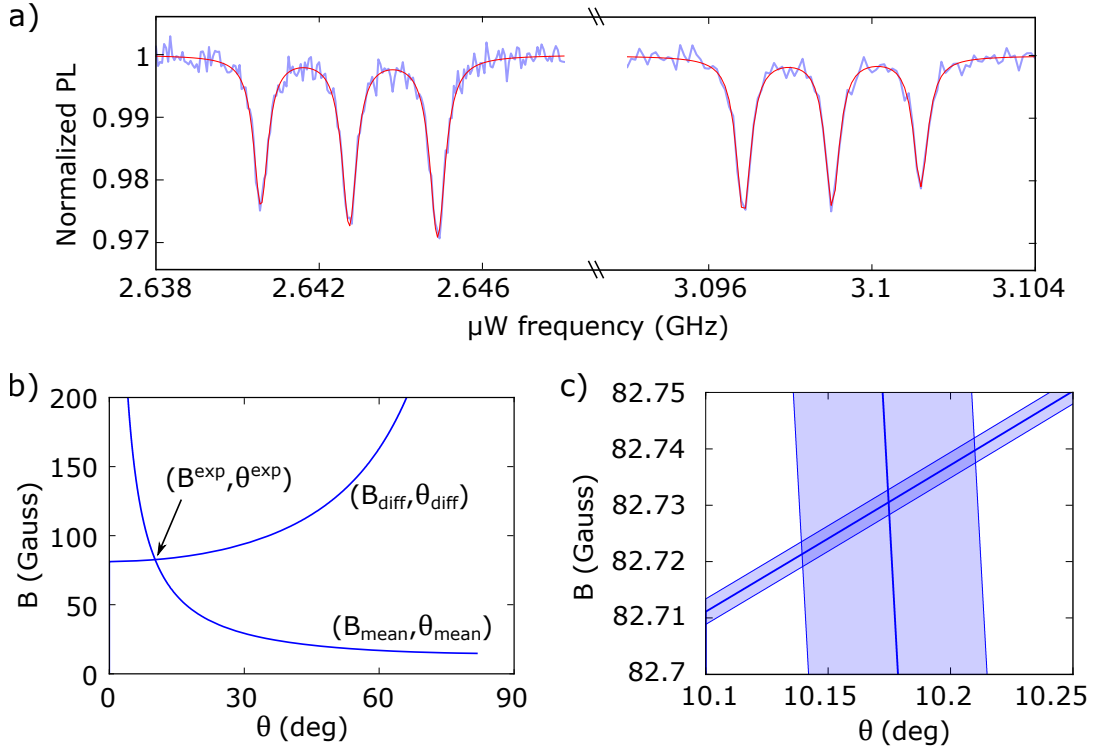 a)
Normalized PL
1
0.99
0.98
0.97
2.638 2.642 2.646 3.096 3.1 3.104
µW frequency (GHz)
b)
B (Gauss)
200
150
100
50
0
(B^exp,θ^exp)
(B_diff,θ_diff)
(B_mean,θ_mean)
0 30 60 90
θ (deg)
c)
B (Gauss)
82.75
82.74
82.73
82.72
82.71
82.7
10.1 10.15 10.2 10.25
θ (deg)